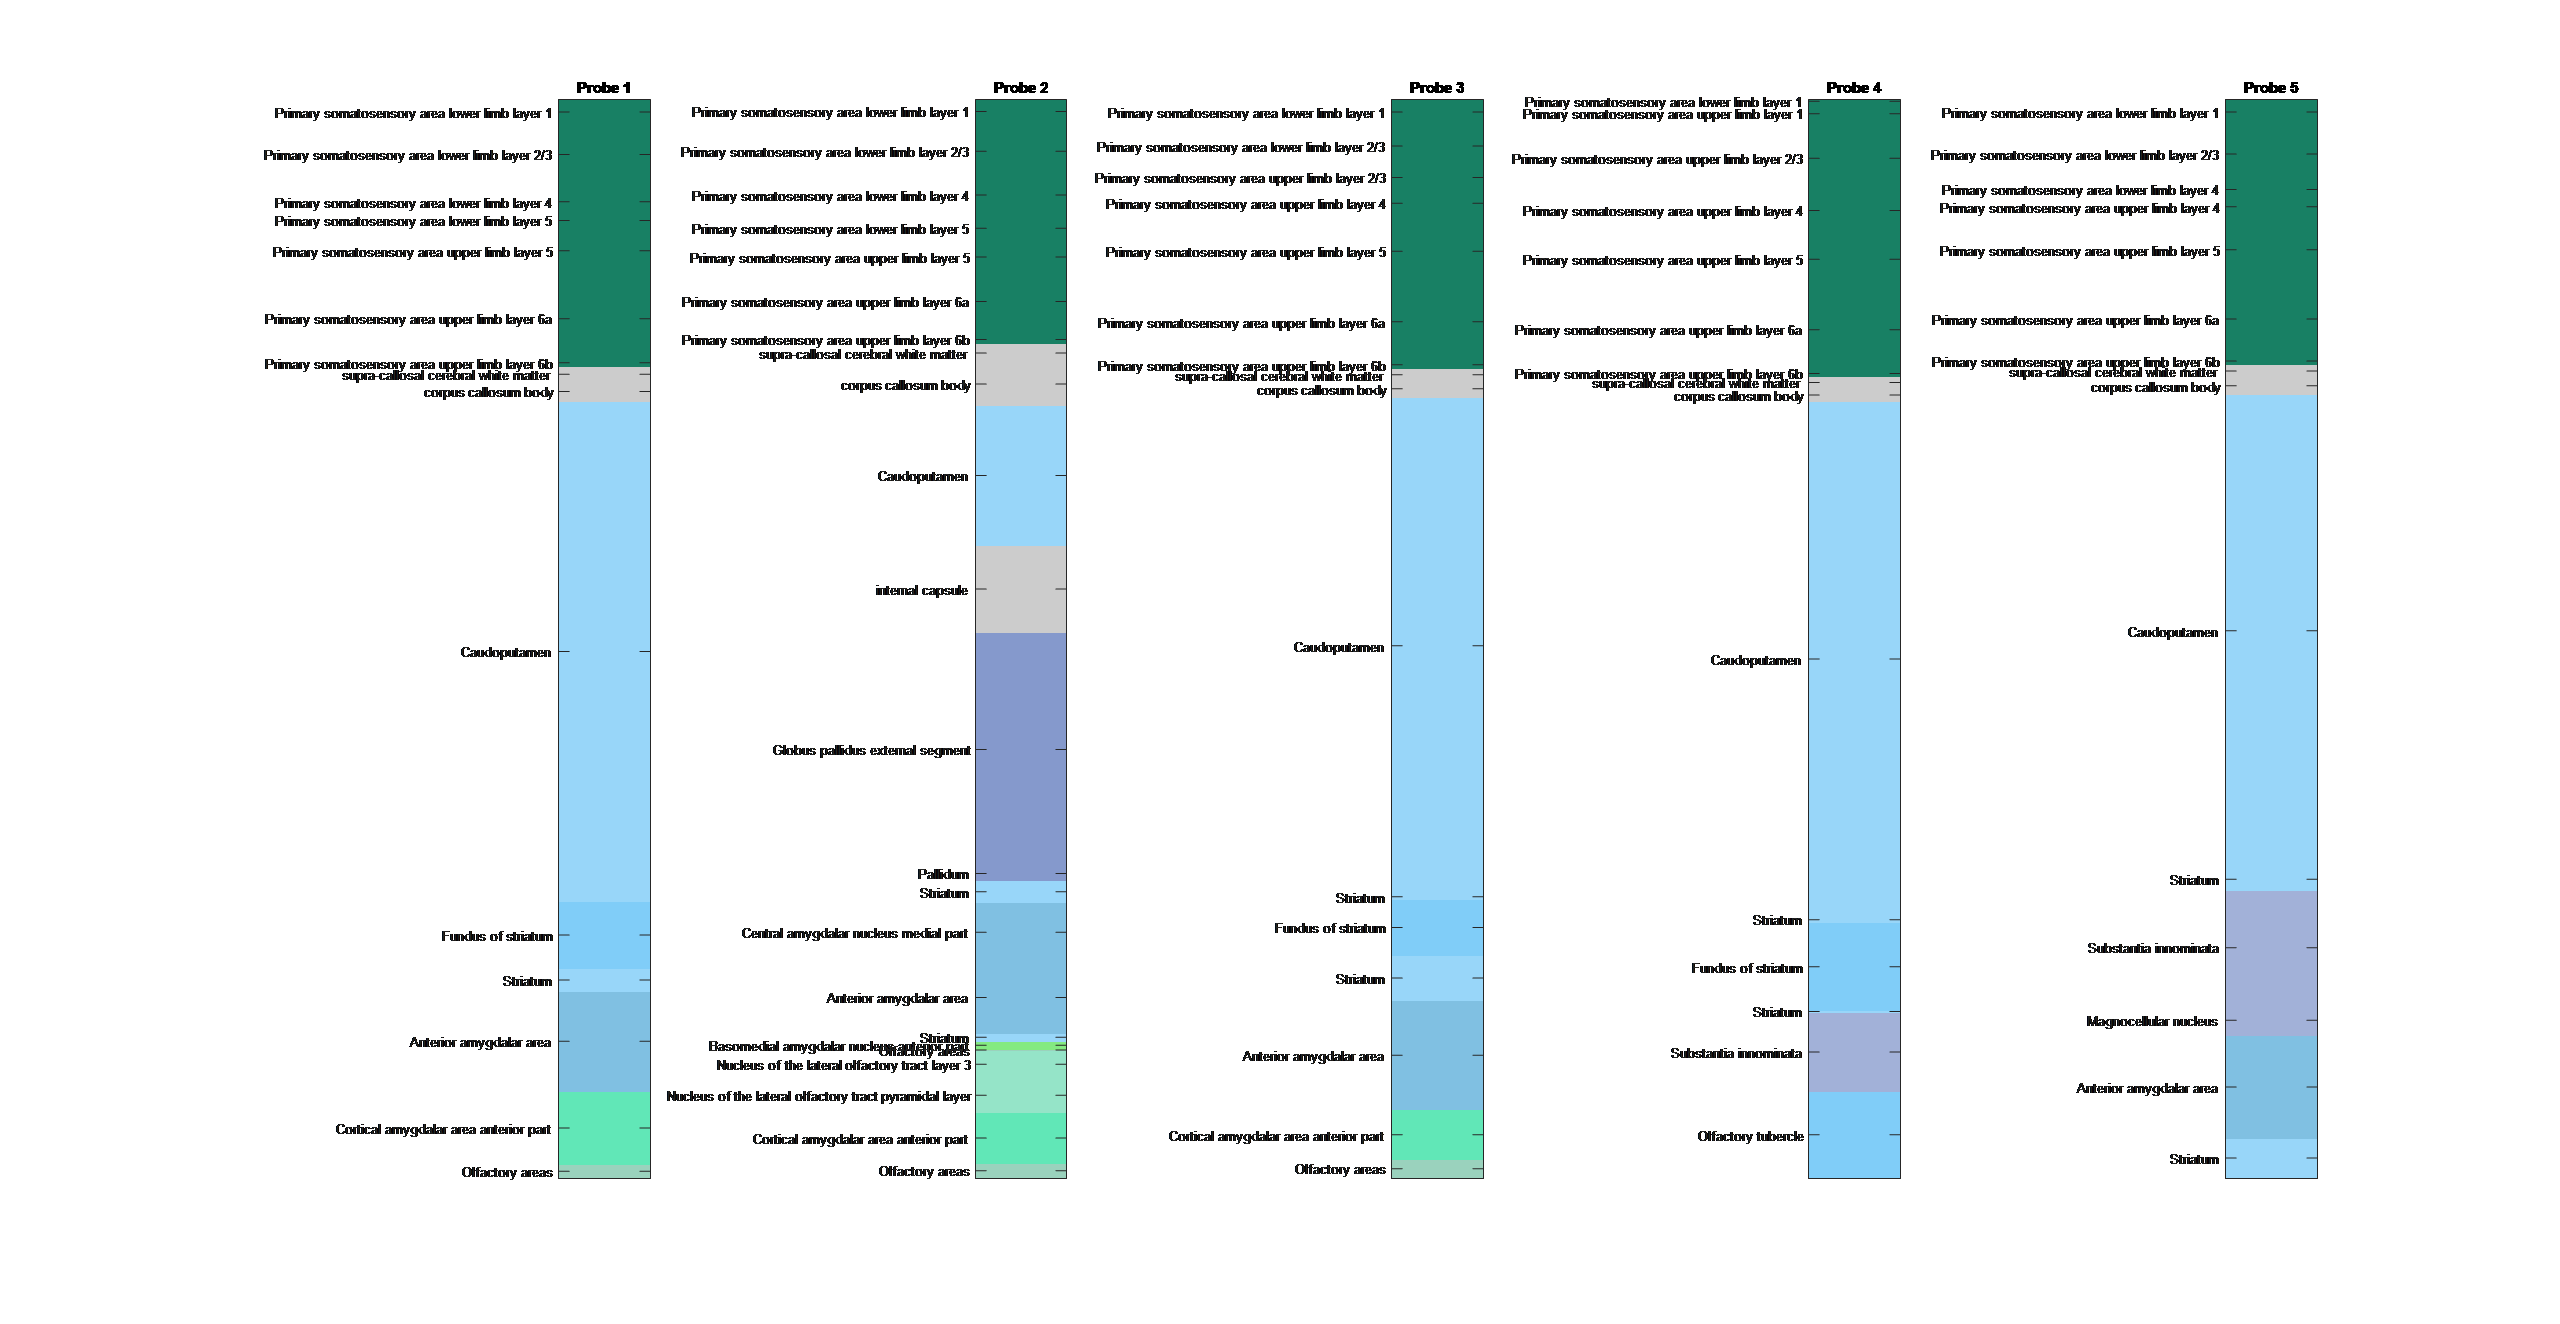 Probe 1
Primary somatosensory area lower limb layer 1
Primary somatosensory area lower limb layer 2/3
Primary somatosensory area lower limb layer 4
Primary somatosensory area lower limb layer 5
Primary somatosensory area upper limb layer 5
Primary somatosensory area upper limb layer 6a
Primary somatosensory area upper limb layer 6b
supra-callosal cerebral white matter
corpus callosum body
Caudoputamen
Fundus of striatum
Striatum
Anterior amygdalar area
Cortical amygdalar area anterior part
Olfactory areas
Probe 2
Primary somatosensory area lower limb layer 1
Primary somatosensory area lower limb layer 2/3
Primary somatosensory area lower limb layer 4
Primary somatosensory area lower limb layer 5
Primary somatosensory area upper limb layer 5
Primary somatosensory area upper limb layer 6a
Primary somatosensory area upper limb layer 6b
supra-callosal cerebral white matter
corpus callosum body
Caudoputamen
internal capsule
Globus pallidus external segment
Pallidum
Striatum
Central amygdalar nucleus medial part
Anterior amygdalar area
Striatum
Basomedial amygdalar nucleus anterior part
Olfactory areas
Nucleus of the lateral olfactory tract layer 3
Nucleus of the lateral olfactory tract pyramidal layer
Cortical amygdalar area anterior part
Olfactory areas
Probe 3
Primary somatosensory area lower limb layer 1
Primary somatosensory area lower limb layer 2/3
Primary somatosensory area upper limb layer 2/3
Primary somatosensory area upper limb layer 4
Primary somatosensory area upper limb layer 5
Primary somatosensory area upper limb layer 6a
Primary somatosensory area upper limb layer 6b
supra-callosal cerebral white matter
corpus callosum body
Caudoputamen
Striatum
Fundus of striatum
Striatum
Anterior amygdalar area
Cortical amygdalar area anterior part
Olfactory areas
Probe 4
Primary somatosensory area lower limb layer 1
Primary somatosensory area upper limb layer 1
Primary somatosensory area upper limb layer 2/3
Primary somatosensory area upper limb layer 4
Primary somatosensory area upper limb layer 5
Primary somatosensory area upper limb layer 6a
Primary somatosensory area upper limb layer 6b
supra-callosal cerebral white matter
corpus callosum body
Caudoputamen
Striatum
Fundus of striatum
Striatum
Substantia innominata
Olfactory tubercle
Probe 5
Primary somatosensory area lower limb layer 1
Primary somatosensory area lower limb layer 2/3
Primary somatosensory area lower limb layer 4
Primary somatosensory area upper limb layer 4
Primary somatosensory area upper limb layer 5
Primary somatosensory area upper limb layer 6a
Primary somatosensory area upper limb layer 6b
supra-callosal cerebral white matter
corpus callosum body
Caudoputamen
Striatum
Substantia innominata
Magnocellular nucleus
Anterior amygdalar area
Striatum